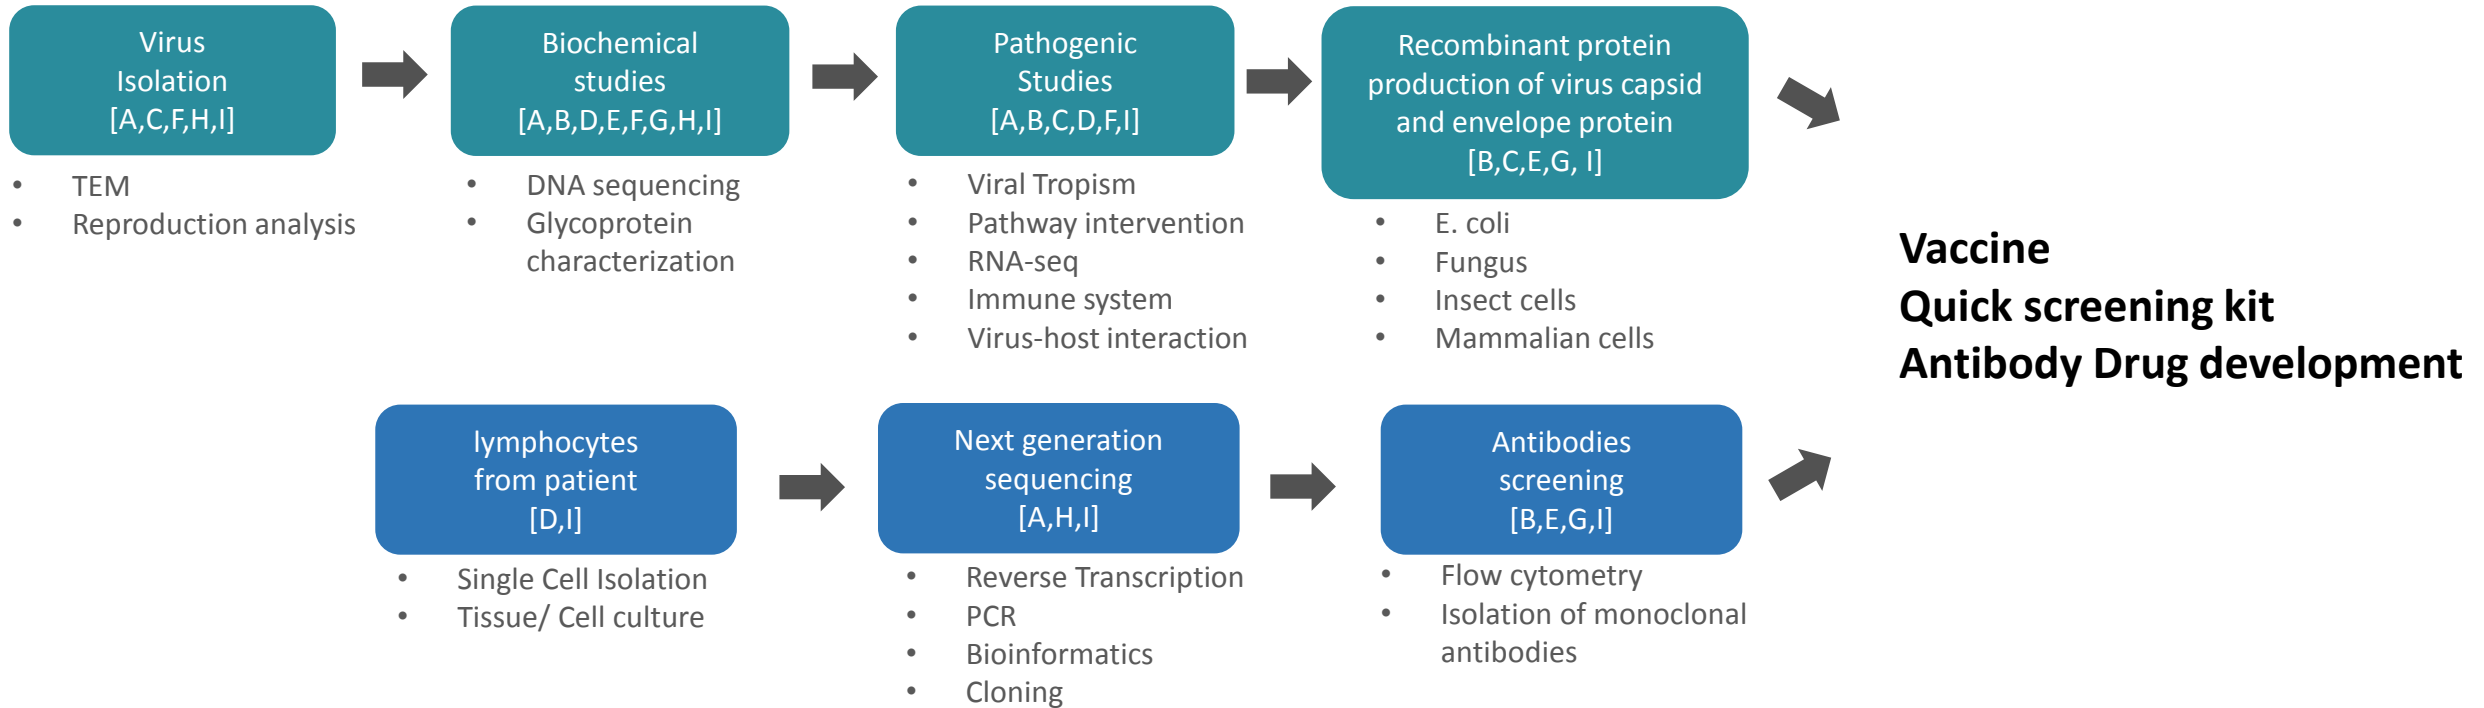 Virus
Isolation
[A,C,F,H,I]
• TEM
• Reproduction analysis
Biochemical
studies
[A,B,D,E,F,G,H,I]
• DNA sequencing
• Glycoprotein
characterization
Pathogenic
Studies
[A,B,C,D,F,I]
• Viral Tropism
• Pathway intervention
• RNA-seq
• Immune system
• Virus-host interaction
Recombinant protein
production of virus capsid
and envelope protein
[B,C,E,G, I]
• E. coli
• Fungus
• Insect cells
• Mammalian cells
lymphocytes
from patient
[D,I]
• Single Cell Isolation
• Tissue/ Cell culture
Next generation
sequencing
[A,H,I]
• Reverse Transcription
• PCR
• Bioinformatics
• Cloning
Antibodies
screening
[B,E,G,I]
• Flow cytometry
• Isolation of monoclonal
antibodies
Vaccine
Quick screening kit
Antibody Drug development